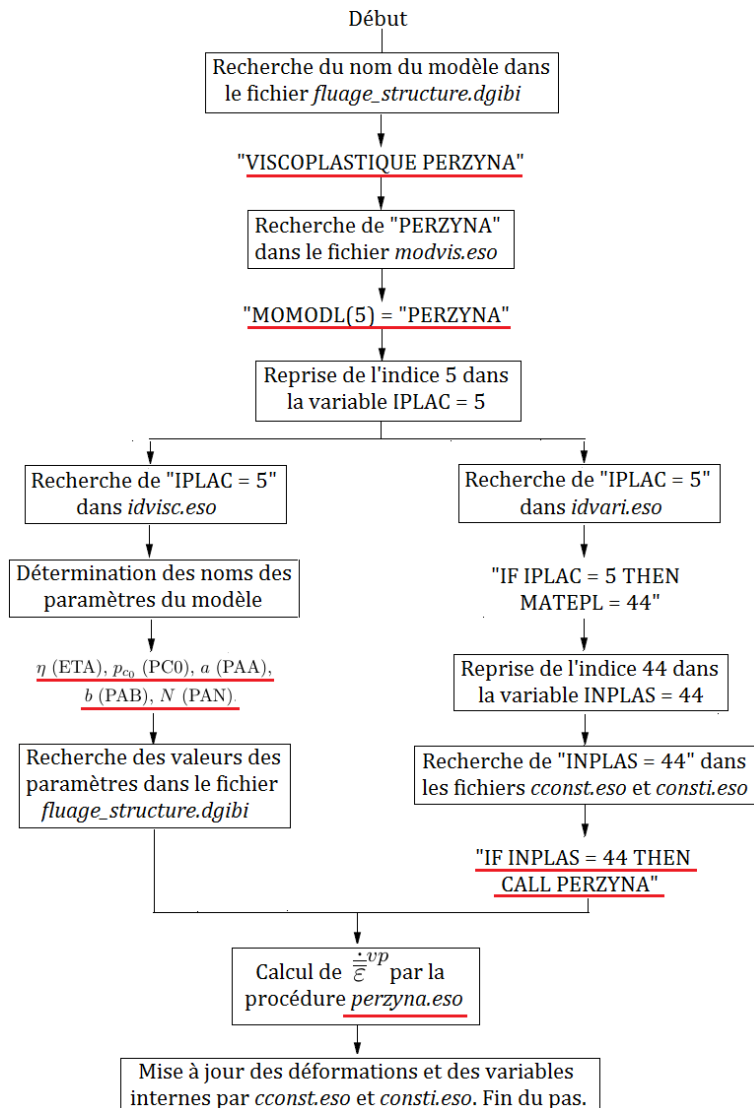 Début
Recherche du nom du modèle dans
le fichier fluage_structure.dgibi
"VISCOPLASTIQUE PERZYNA"
Recherche de "PERZYNA"
dans le fichier modvis.eso
"MOMODL(5) = "PERZYNA"
Reprise de l'indice 5 dans
la variable IPLAC = 5
Recherche de "IPLAC = 5"
dans idvisc.eso
Détermination des noms des
paramètres du modèle
η (ETA), p_{c_0} (PC0), a (PAA),
b (PAB), N (PAN).
Recherche des valeurs des
paramètres dans le fichier
fluage_structure.dgibi
Recherche de "IPLAC = 5"
dans idvari.eso
"IF IPLAC = 5 THEN
MATEPL = 44"
Reprise de l'indice 44 dans
la variable INPLAS = 44
Recherche de "INPLAS = 44" dans
les fichiers cconst.eso et consti.eso
"IF INPLAS = 44 THEN
CALL PERZYNA"
Calcul de ε̇^{vp} par la
procédure perzyna.eso
Mise à jour des déformations et des variables
internes par cconst.eso et consti.eso. Fin du pas.